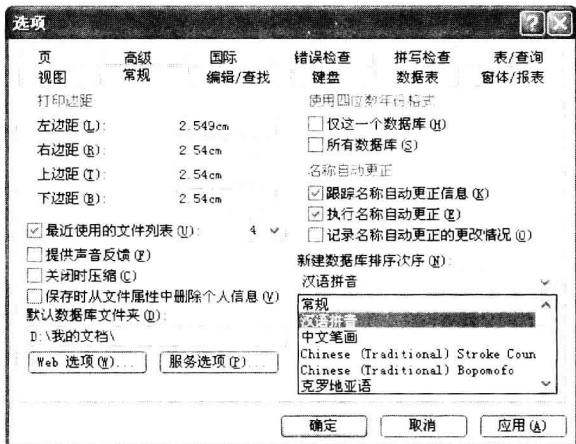 选项
页 高级 国际 错误检查 拼写检查 表/查询
视图 常规 编辑/查找 键盘 数据表 窗体/报表
打印边距
左边距(L): 2.549cm
右边距(R): 2.54cm
上边距(T): 2.54cm
下边距(B): 2.54cm
最近使用的文件列表(U): 4
提供声音反馈(F)
关闭时压缩(C)
保存时从文件属性中删除个人信息(V)
默认数据库文件夹(D):
D:\我的文档\
Web 选项(W)... 服务选项(P)...
使用四位数年份格式
仅这一个数据库(H)
所有数据库(S)
名称自动更正
跟踪名称自动更正信息(K)
执行名称自动更正(E)
记录名称自动更正的更改情况(O)
新建数据库排序次序(N):
汉语拼音
常规
汉语拼音
中文笔画
Chinese (Traditional) Stroke Coun
Chinese (Traditional) Bopomofo
克罗地亚语
确定 取消 应用(A)